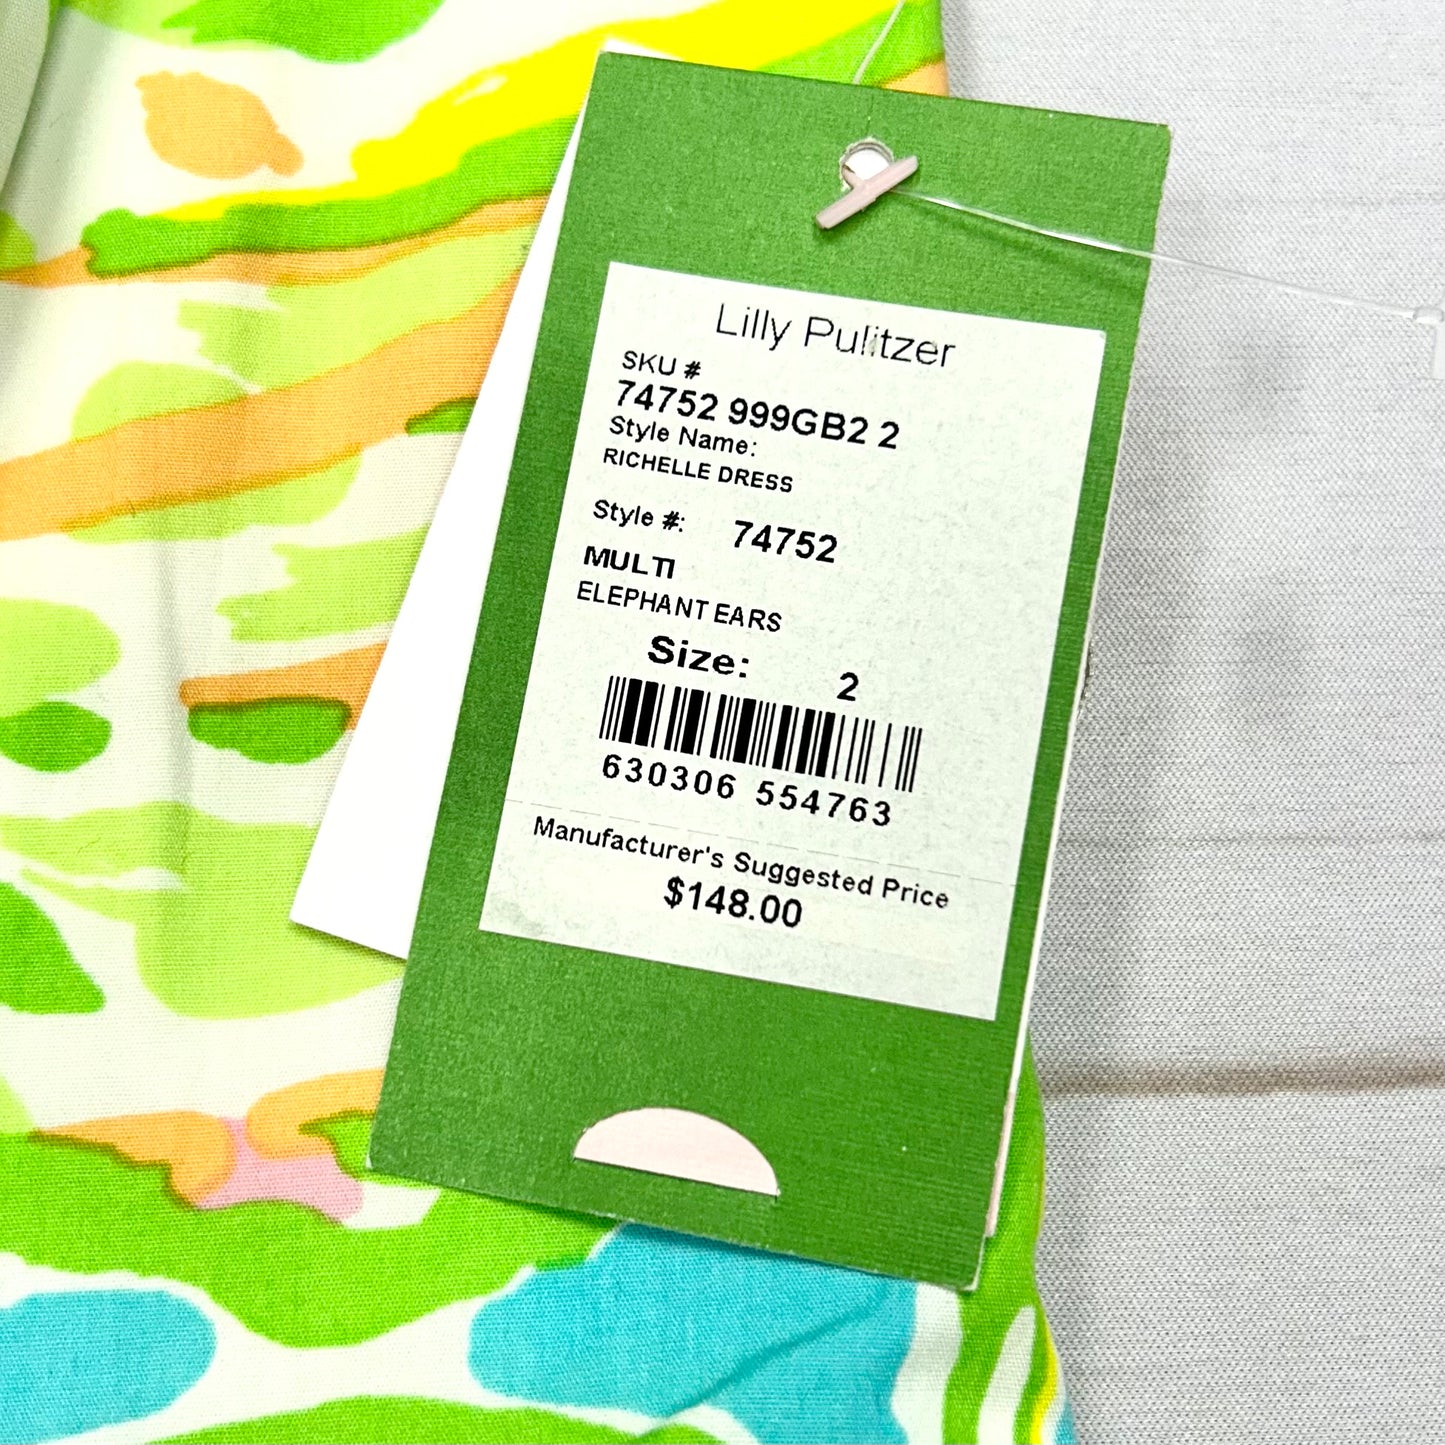 Lilly Pulitzer
SKU #
74752 999GB2 2
Style Name:
RICHELLE DRESS
Style #: 74752
MULTI
ELEPHANT EARS
Size: 2
630306 554763
Manufacturer's Suggested Price
$148.00